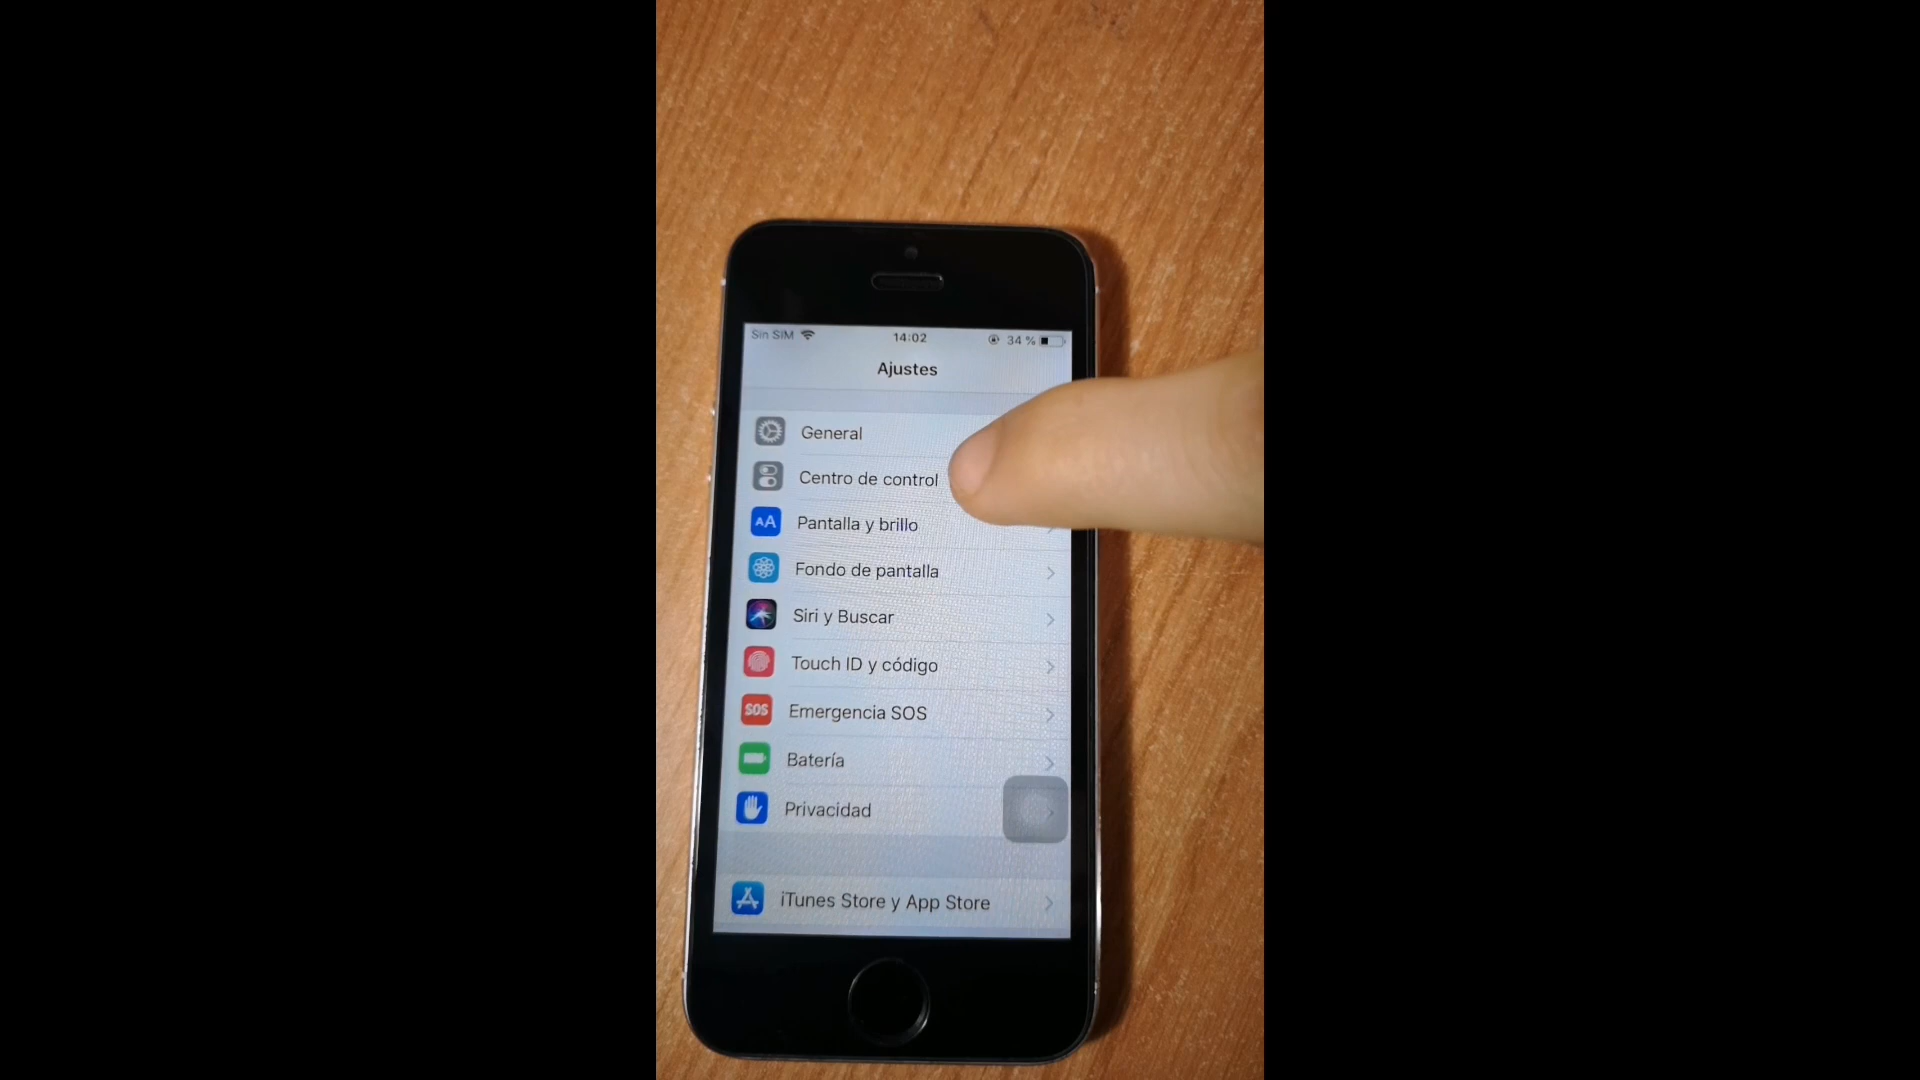 Sin SIM 14:02 34 %
Ajustes
General
Centro de control
AA Pantalla y brillo
Fondo de pantalla
Siri y Buscar
Touch ID y código
SOS Emergencia SOS
Batería
Privacidad
iTunes Store y App Store